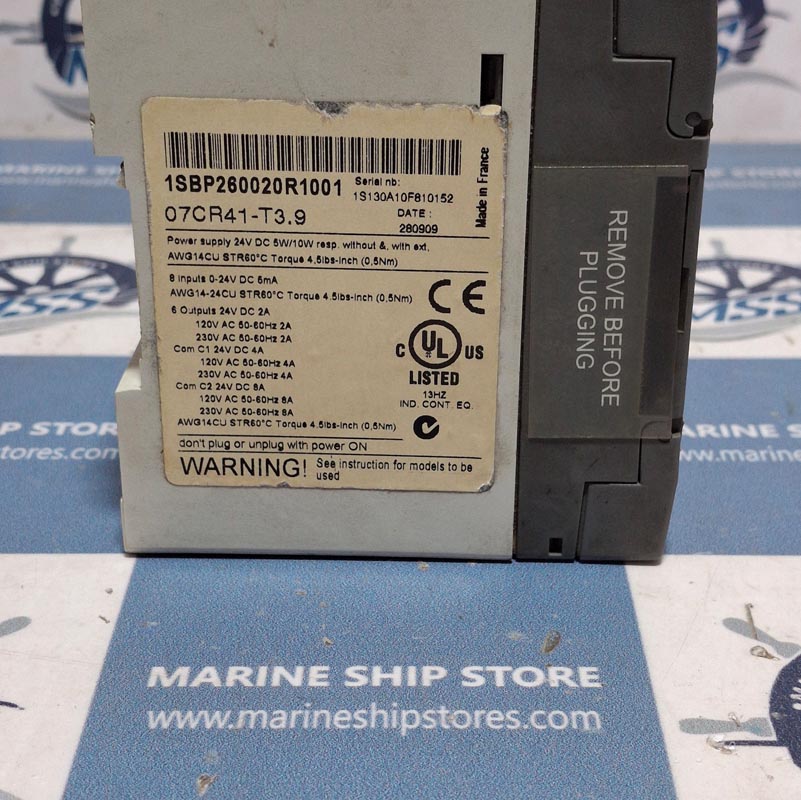 MSS
1SBP260020R1001
Serial nb:
1S130A10F810152
07CR41-T3.9
DATE :
280909
Made in France
Power supply 24V DC 5W/10W resp. without &. with ext.
AWG14CU STR60°C Torque 4.5lbs-inch (0,5Nm)
8 inputs 0-24V DC 5mA
AWG14-24CU STR60°C Torque 4.5lbs-inch (0,5Nm)
6 Outputs 24V DC 2A
120V AC 50-60Hz 2A
230V AC 50-60Hz 2A
Com C1 24V DC 4A
120V AC 50-60Hz 4A
230V AC 50-60Hz 4A
Com C2 24V DC 8A
120V AC 50-60Hz 8A
230V AC 50-60Hz 8A
AWG14CU STR60°C Torque 4.5lbs-inch (0,5Nm)
CE
C UL US
LISTED
13HZ
IND. CONT. EQ.
don't plug or unplug with power ON
WARNING! See instruction for models to be
used
REMOVE BEFORE
PLUGGING
MSS
MARINE SHIP STORE
MARINE SHIP STORE
www.marineshipstores.com